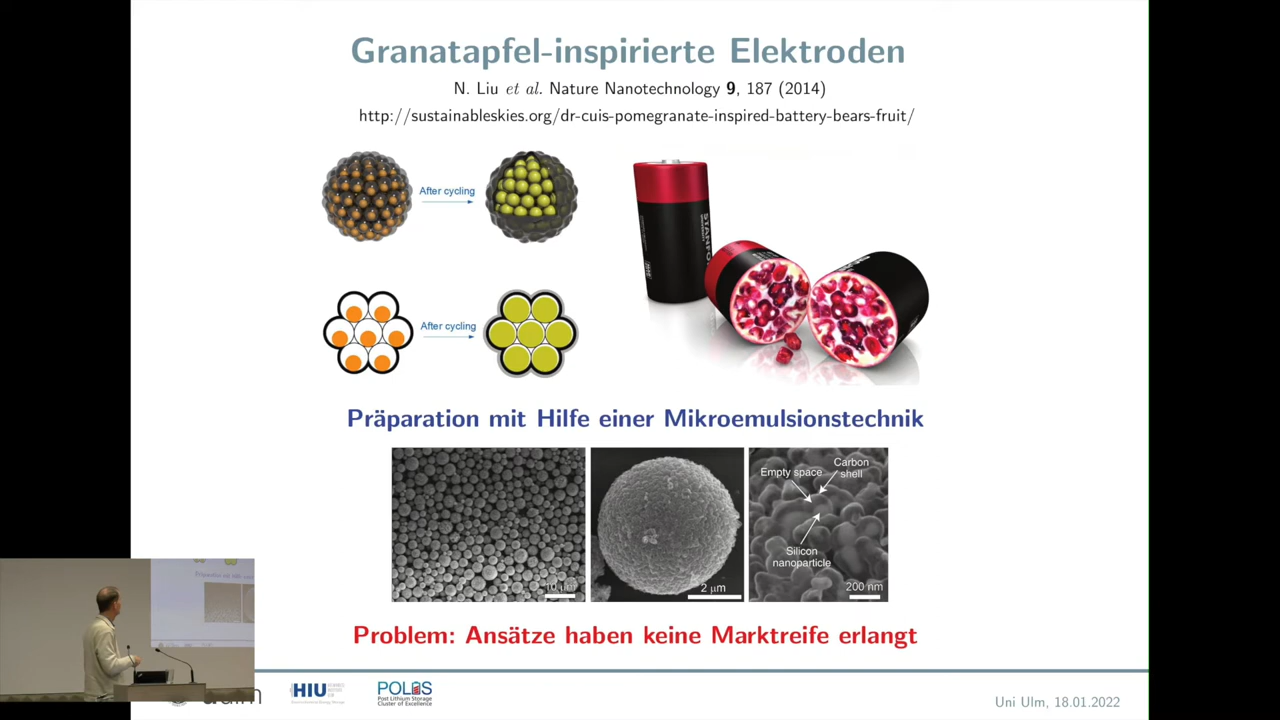 Granatapfel-inspirierte Elektroden
N. Liu et al. Nature Nanotechnology 9, 187 (2014)
http://sustainableskies.org/dr-cuis-pomegranate-inspired-battery-bears-fruit/
After cycling
After cycling
Präparation mit Hilfe einer Mikroemulsionstechnik
10 μm
2 μm
Empty space
Carbon
shell
Silicon
nanoparticle
200 nm
Problem: Ansätze haben keine Marktreife erlangt
HIU
POLiS
Post Lithium Storage
Cluster of Excellence
Uni Ulm, 18.01.2022